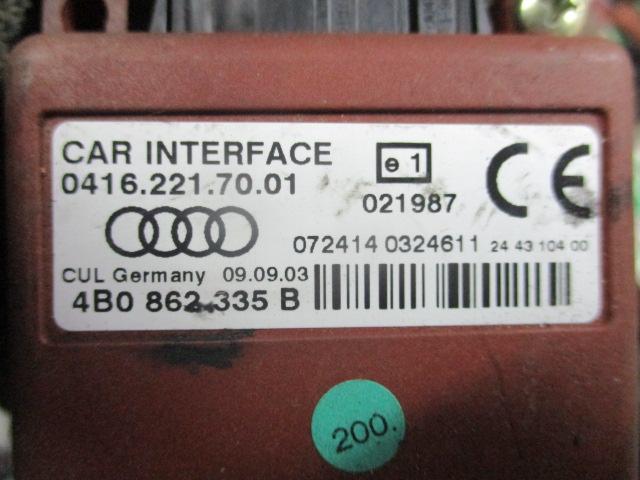 CAR INTERFACE
e 1
CE
0416.221.70.01
021987
072414 0324611 24 43 104 00
CUL Germany 09.09.03
4B0 862.335 B
200.